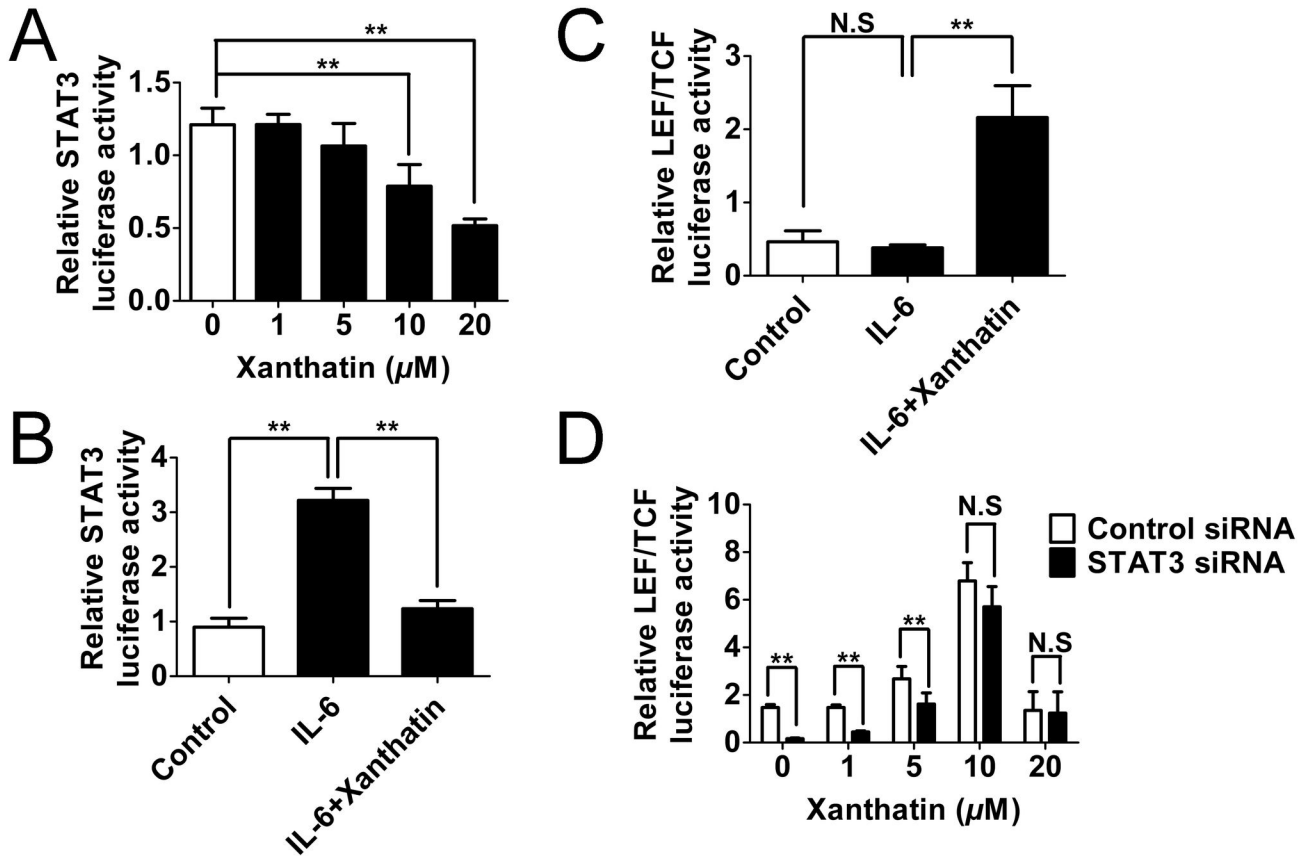 A
Relative STAT3
luciferase activity
1.5
1.0
0.5
0.0
**
**
0 1 5 10 20
Xanthatin (µM)
B
Relative STAT3
luciferase activity
4
3
2
1
0
** **
Control
IL-6
IL-6+Xanthatin
C
Relative LEF/TCF
luciferase activity
3
2
1
0
N.S **
Control
IL-6
IL-6+Xanthatin
D
Relative LEF/TCF
luciferase activity
10
8
6
4
2
0
** ** ** N.S N.S
0 1 5 10 20
Xanthatin (µM)
Control siRNA
STAT3 siRNA